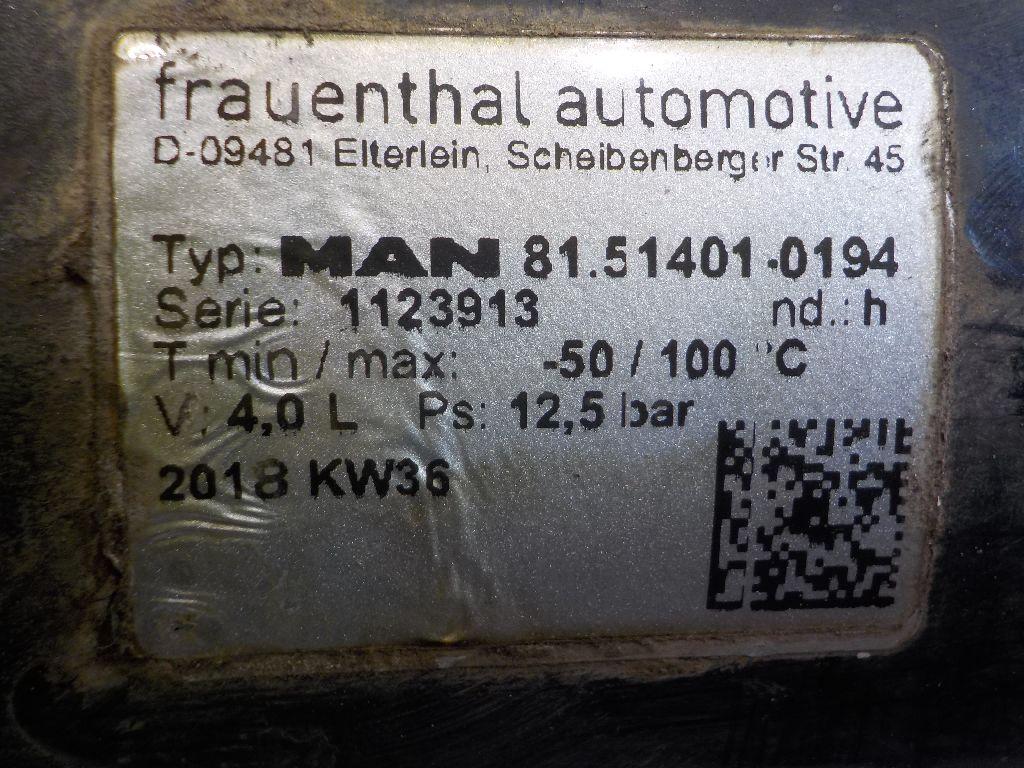 frauenthal automotive
D-09481 Elterlein, Scheibenberger Str. 45
Typ: MAN 81.51401-0194
Serie: 1123913 nd.: h
T min / max: -50 / 100 °C
V: 4,0 L Ps: 12,5 bar
2018 KW36